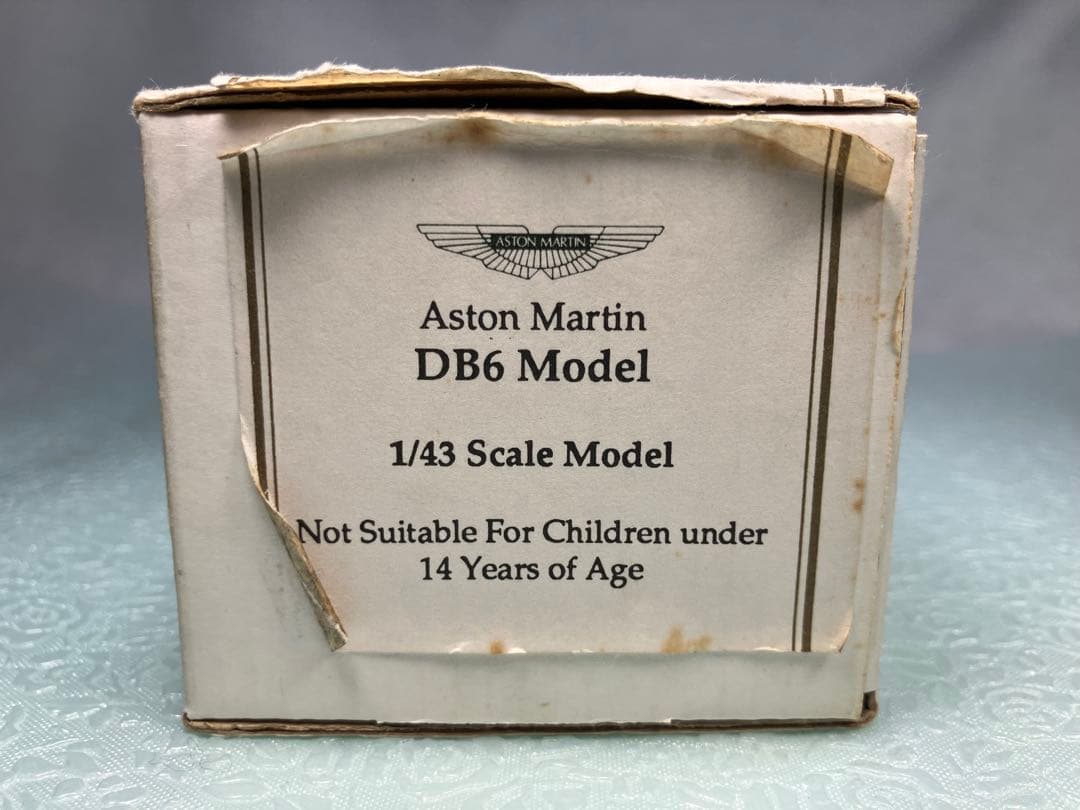 ASTON MARTIN
Aston Martin
DB6 Model
1/43 Scale Model
Not Suitable For Children under
14 Years of Age